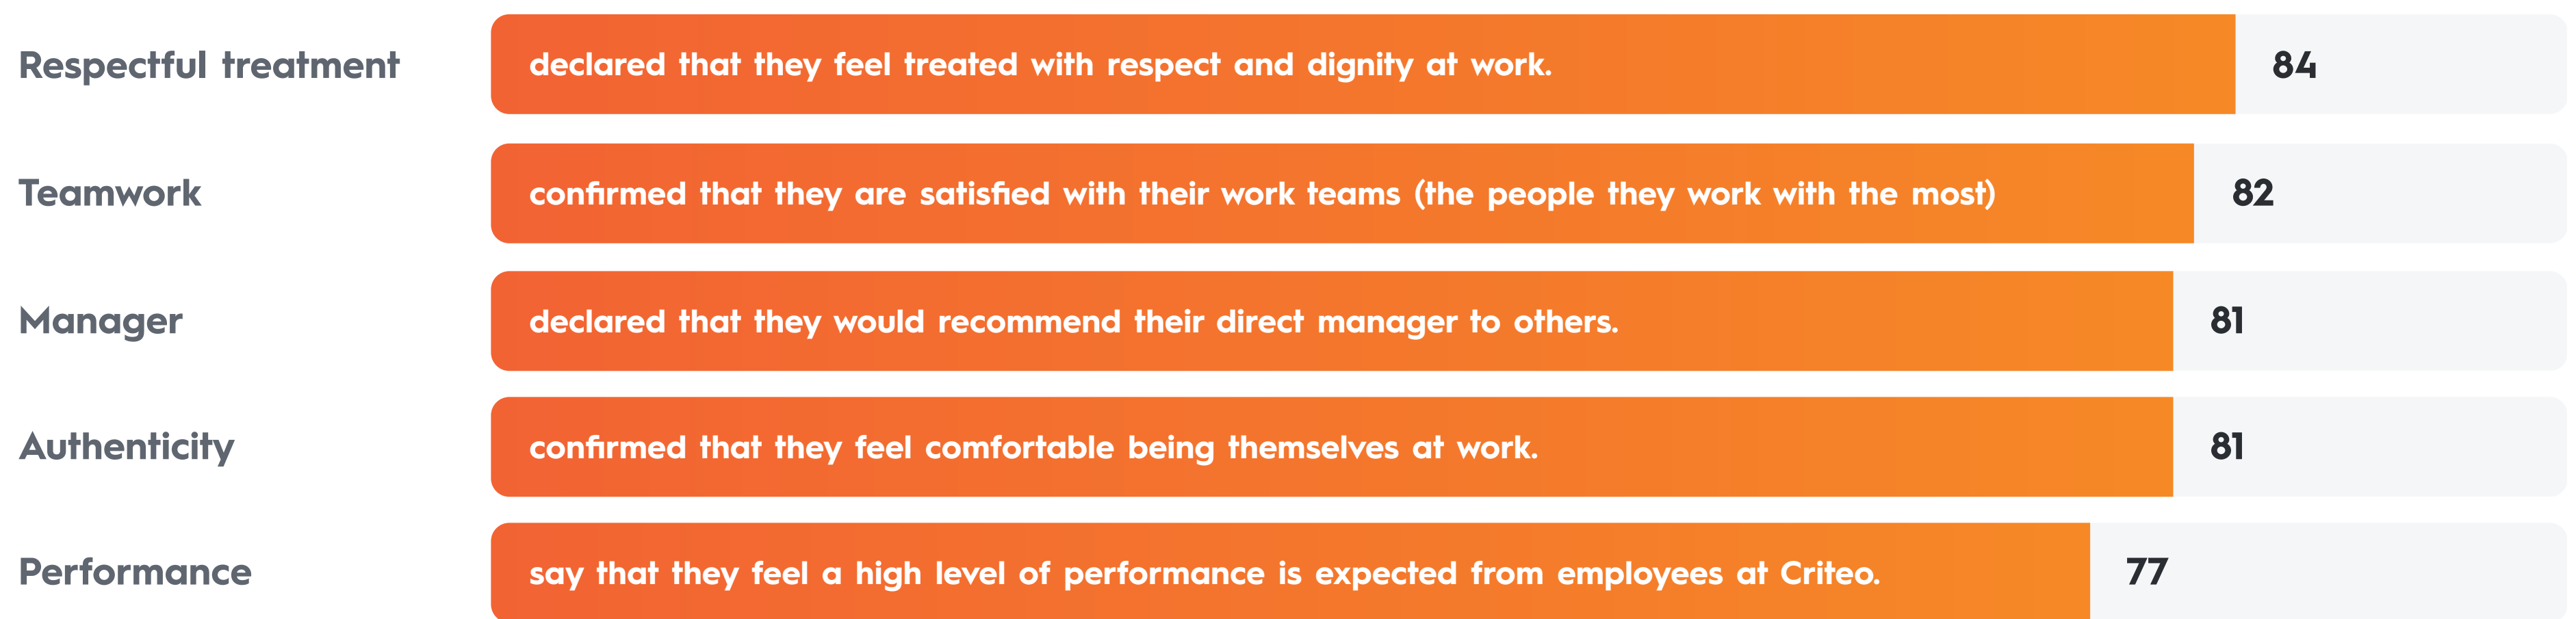 Respectful treatment declared that they feel treated with respect and dignity at work. 84
Teamwork confirmed that they are satisfied with their work teams (the people they work with the most) 82
Manager declared that they would recommend their direct manager to others. 81
Authenticity confirmed that they feel comfortable being themselves at work. 81
Performance say that they feel a high level of performance is expected from employees at Criteo. 77